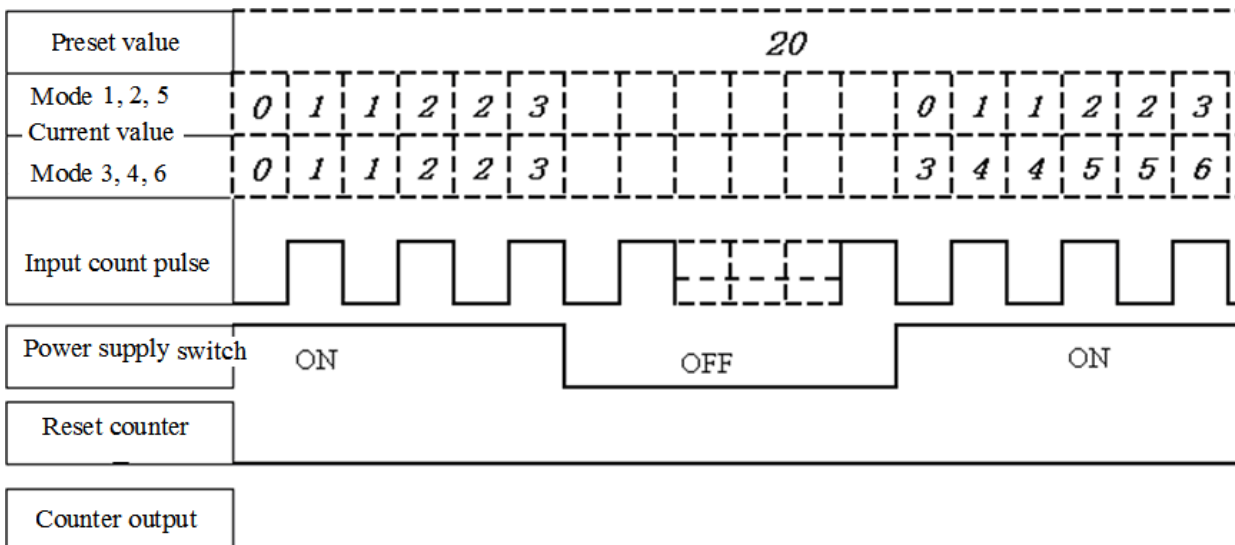 Preset value 20
Mode 1, 2, 5 0 1 1 2 2 3 0 1 1 2 2 3
Current value
Mode 3, 4, 6 0 1 1 2 2 3 3 4 4 5 5 6
Input count pulse
Power supply switch ON OFF ON
Reset counter
Counter output